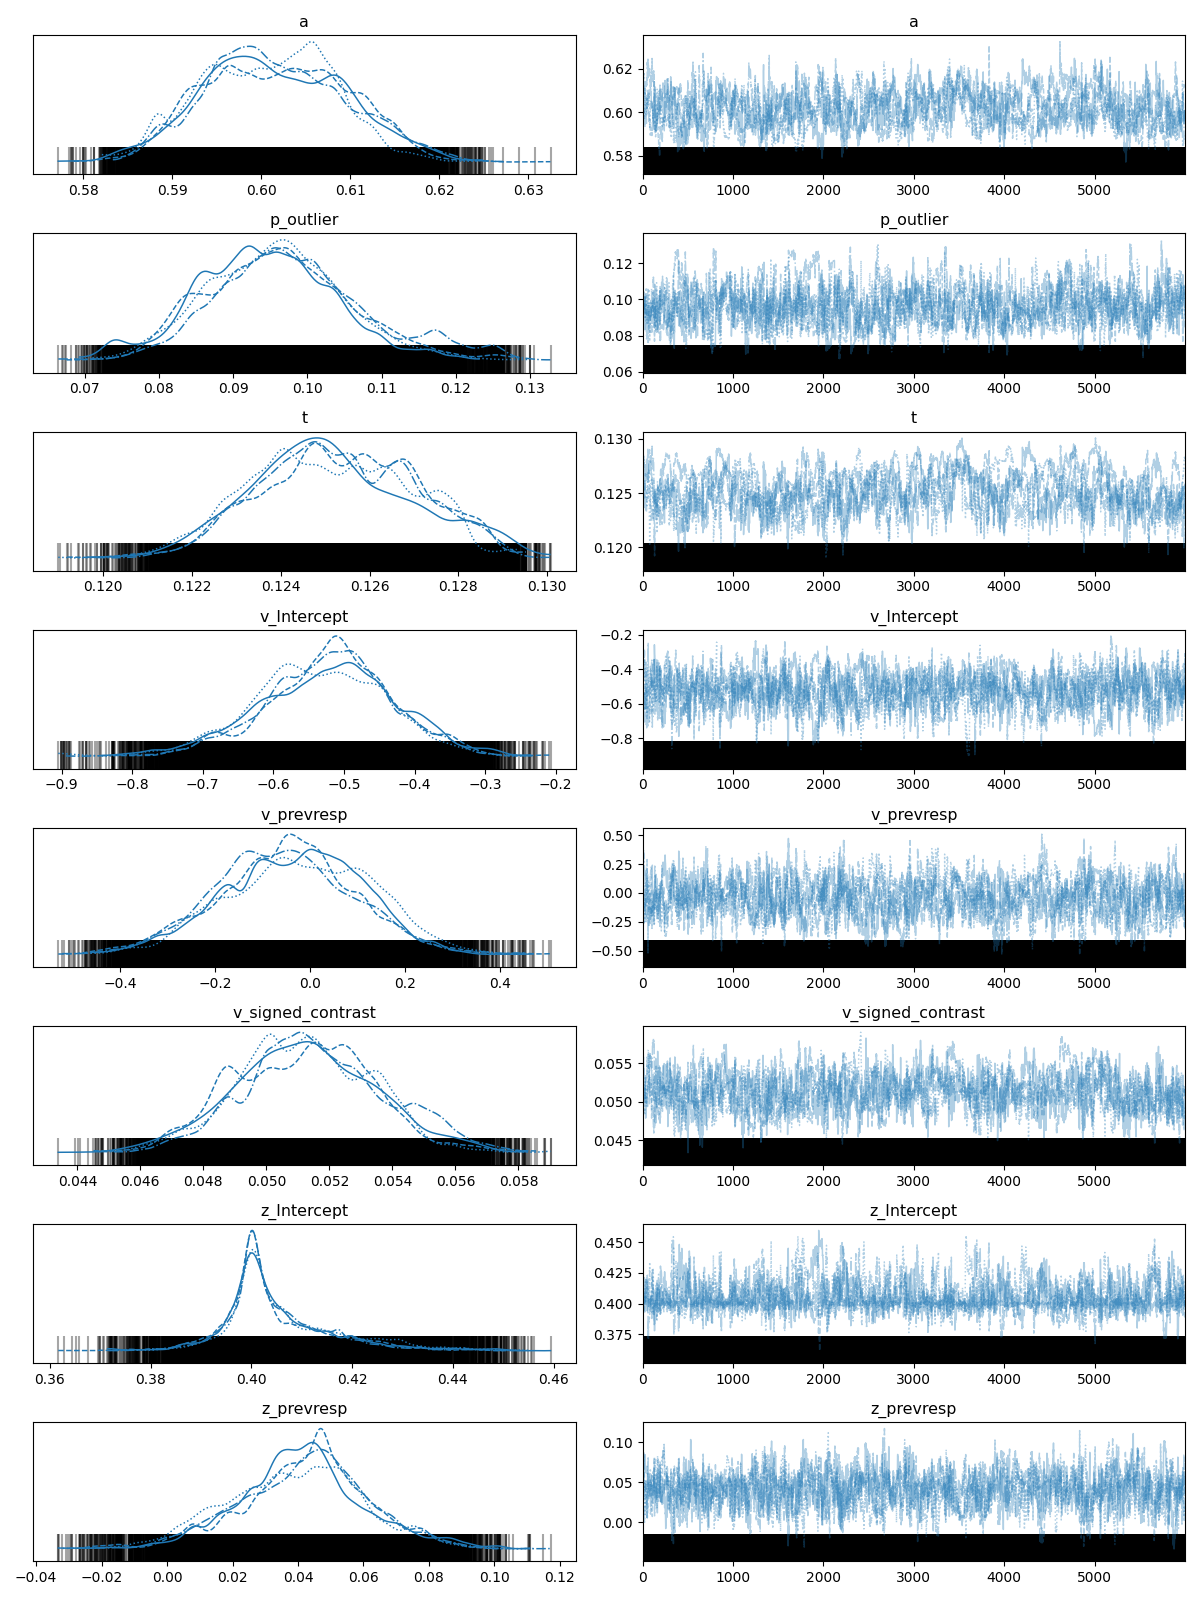 a a
0.62
0.60
0.58
0.58 0.59 0.60 0.61 0.62 0.63 0 1000 2000 3000 4000 5000
p_outlier p_outlier
0.12
0.10
0.08
0.06
0.07 0.08 0.09 0.10 0.11 0.12 0.13 0 1000 2000 3000 4000 5000
t t
0.130
0.125
0.120
0.120 0.122 0.124 0.126 0.128 0.130 0 1000 2000 3000 4000 5000
v_Intercept v_Intercept
−0.2
−0.4
−0.6
−0.8
−0.9 −0.8 −0.7 −0.6 −0.5 −0.4 −0.3 −0.2 0 1000 2000 3000 4000 5000
v_prevresp v_prevresp
0.50
0.25
0.00
−0.25
−0.50
−0.4 −0.2 0.0 0.2 0.4 0 1000 2000 3000 4000 5000
v_signed_contrast v_signed_contrast
0.055
0.050
0.045
0.044 0.046 0.048 0.050 0.052 0.054 0.056 0.058 0 1000 2000 3000 4000 5000
z_Intercept z_Intercept
0.450
0.425
0.400
0.375
0.36 0.38 0.40 0.42 0.44 0.46 0 1000 2000 3000 4000 5000
z_prevresp z_prevresp
0.10
0.05
0.00
−0.04 −0.02 0.00 0.02 0.04 0.06 0.08 0.10 0.12 0 1000 2000 3000 4000 5000